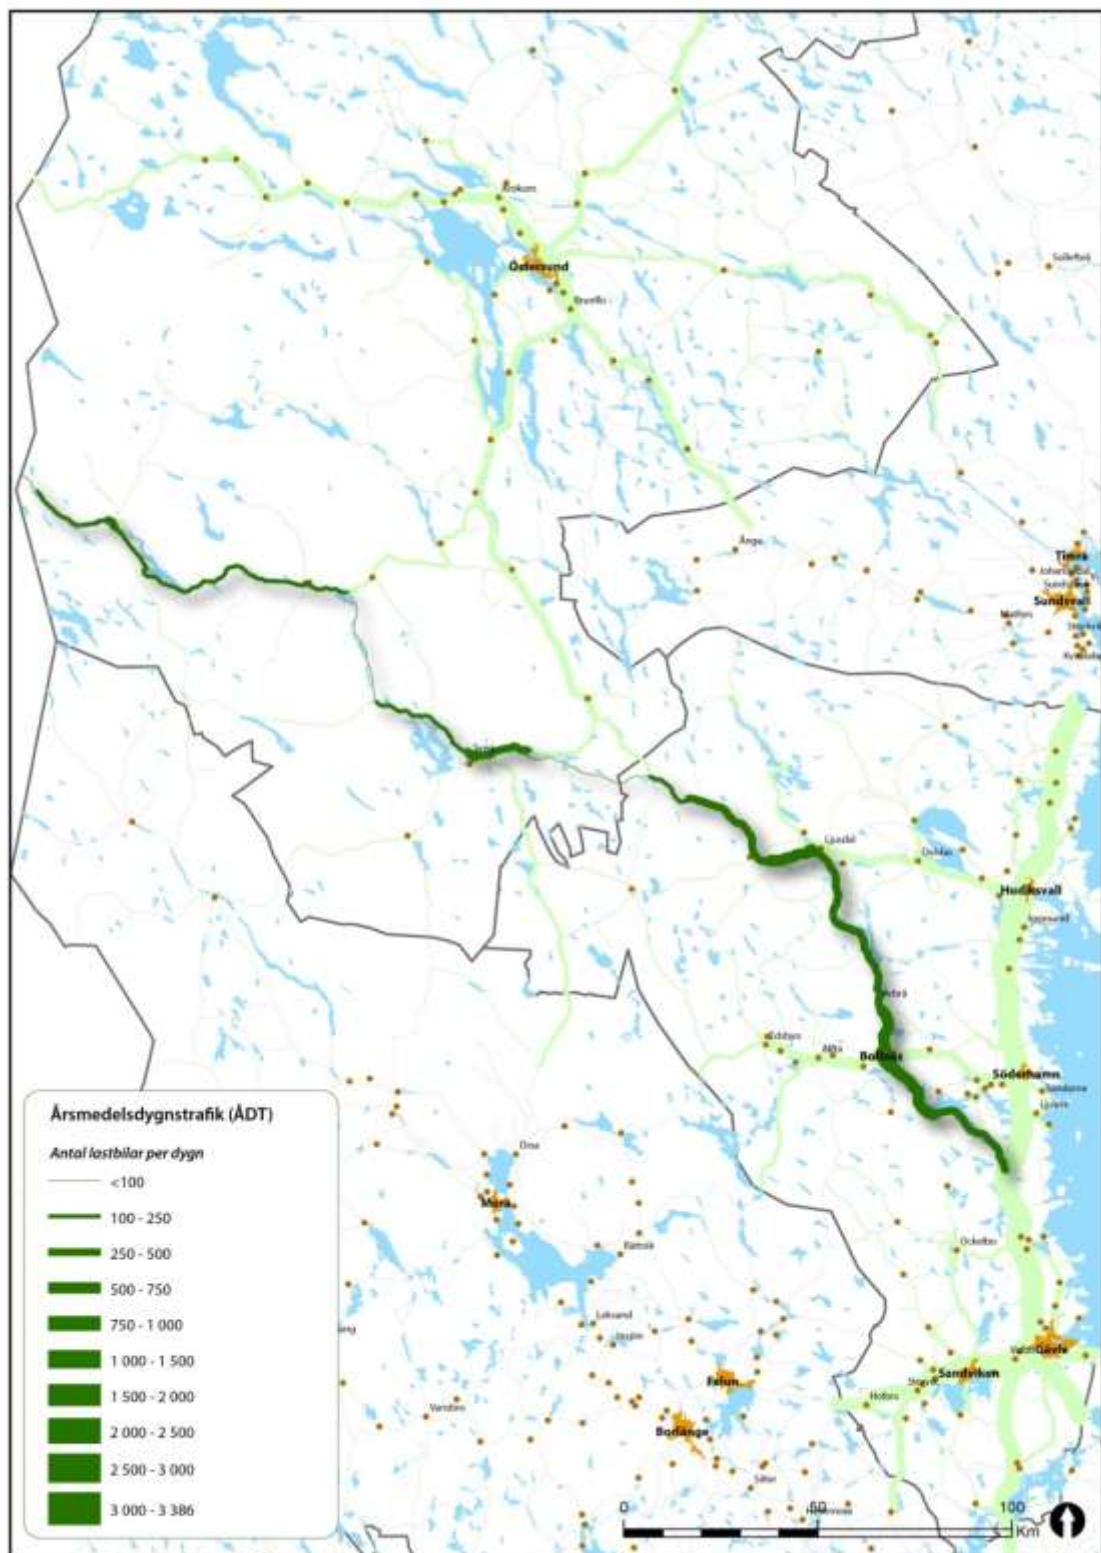 Krokom
Östersund
Brunflo
Sollefteå
Ånge
Timrå
Sundsvall
Matfors
Sveg
Ljusdal
Delsbo
Hudiksvall
Iggesund
Arbrå
Edsbyn
Alfta
Bollnäs
Söderhamn
Sandarne
Ljusne
Årsmedelsdygnstrafik (ÅDT)
Antal lastbilar per dygn
<100
100 - 250
250 - 500
500 - 750
750 - 1 000
1 000 - 1 500
1 500 - 2 000
2 000 - 2 500
2 500 - 3 000
3 000 - 3 386
Orsa
Mora
Rättvik
Ockelbo
Leksand
Insjön
Gävle
Sandviken
Storvik
Hofors
Falun
Vansbro
Borlänge
Säter
0 50 100
Km